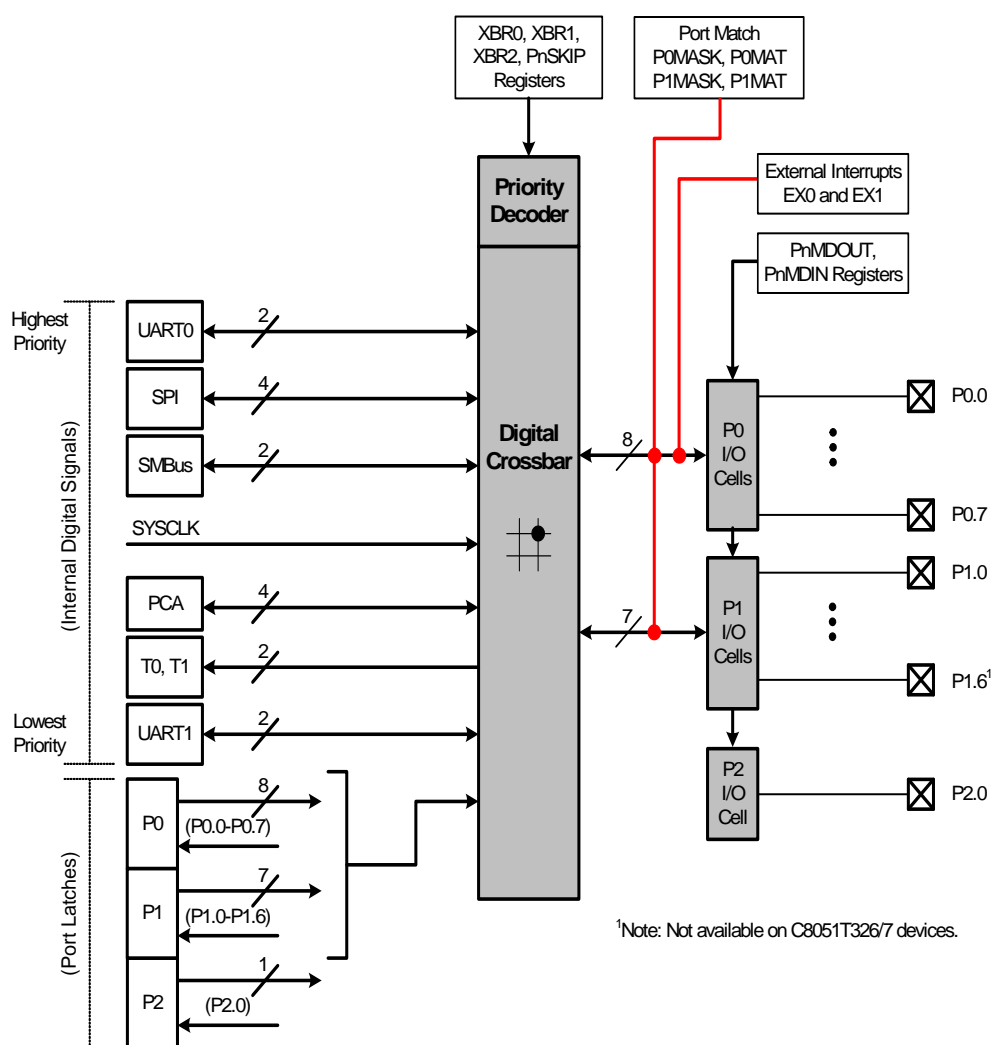 XBR0, XBR1,
XBR2, PnSKIP
Registers
Port Match
P0MASK, P0MAT
P1MASK, P1MAT
External Interrupts
EX0 and EX1
PnMDOUT,
PnMDIN Registers
Priority
Decoder
Digital
Crossbar
Highest
Priority
(Internal Digital Signals)
Lowest
Priority
UART0
2
SPI
4
SMBus
2
SYSCLK
PCA
4
T0, T1
2
UART1
2
(Port Latches)
P0
8
(P0.0-P0.7)
P1
7
(P1.0-P1.6)
P2
1
(P2.0)
8
7
P0
I/O
Cells
P1
I/O
Cells
P2
I/O
Cell
P0.0
P0.7
P1.0
P1.6¹
P2.0
¹Note: Not available on C8051T326/7 devices.